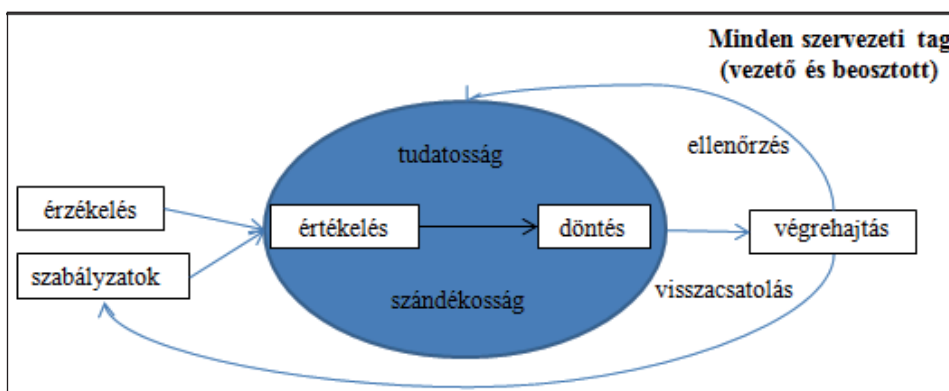 Minden szervezeti tag
(vezető és beosztott)
ellenőrzés
tudatosság
érzékelés
értékelés
döntés
végrehajtás
szabályzatok
szándékosság
visszacsatolás